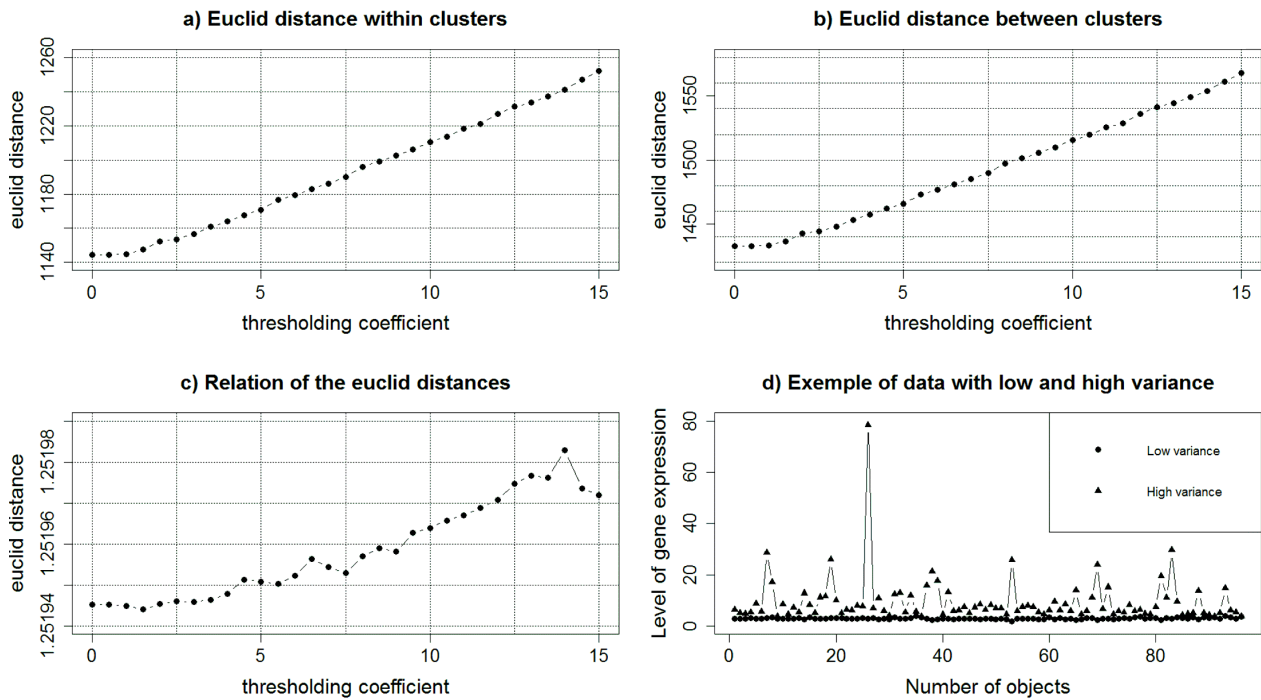 a) Euclid distance within clusters
euclid distance
1140
1180
1220
1260
0 5 10 15
thresholding coefficient
b) Euclid distance between clusters
euclid distance
1450
1500
1550
0 5 10 15
thresholding coefficient
c) Relation of the euclid distances
euclid distance
1.25194
1.25196
1.25198
0 5 10 15
thresholding coefficient
d) Exemple of data with low and high variance
Level of gene expression
0
20
40
60
80
Low variance
High variance
0 20 40 60 80
Number of objects